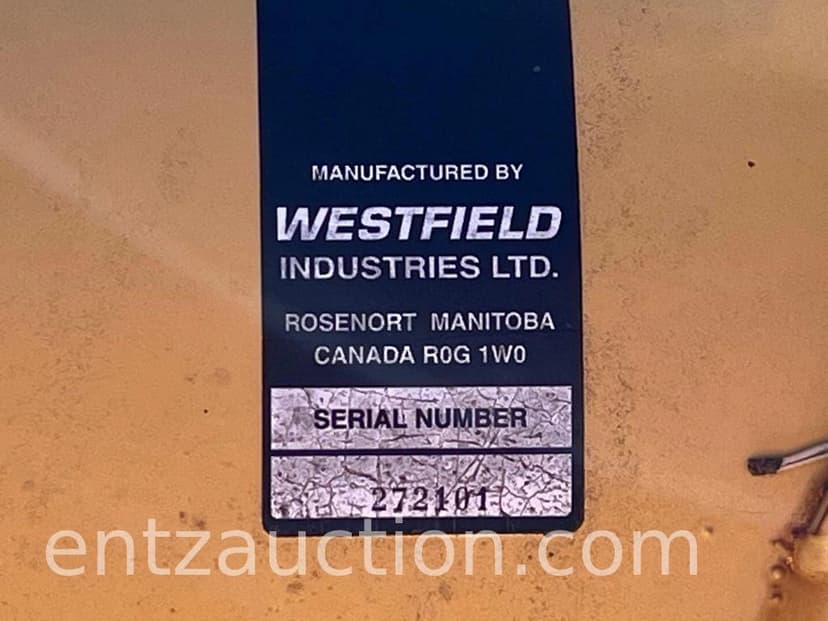 MANUFACTURED BY
WESTFIELD
INDUSTRIES LTD.
ROSENORT MANITOBA
CANADA R0G 1W0
SERIAL NUMBER
272101
entzauction.com